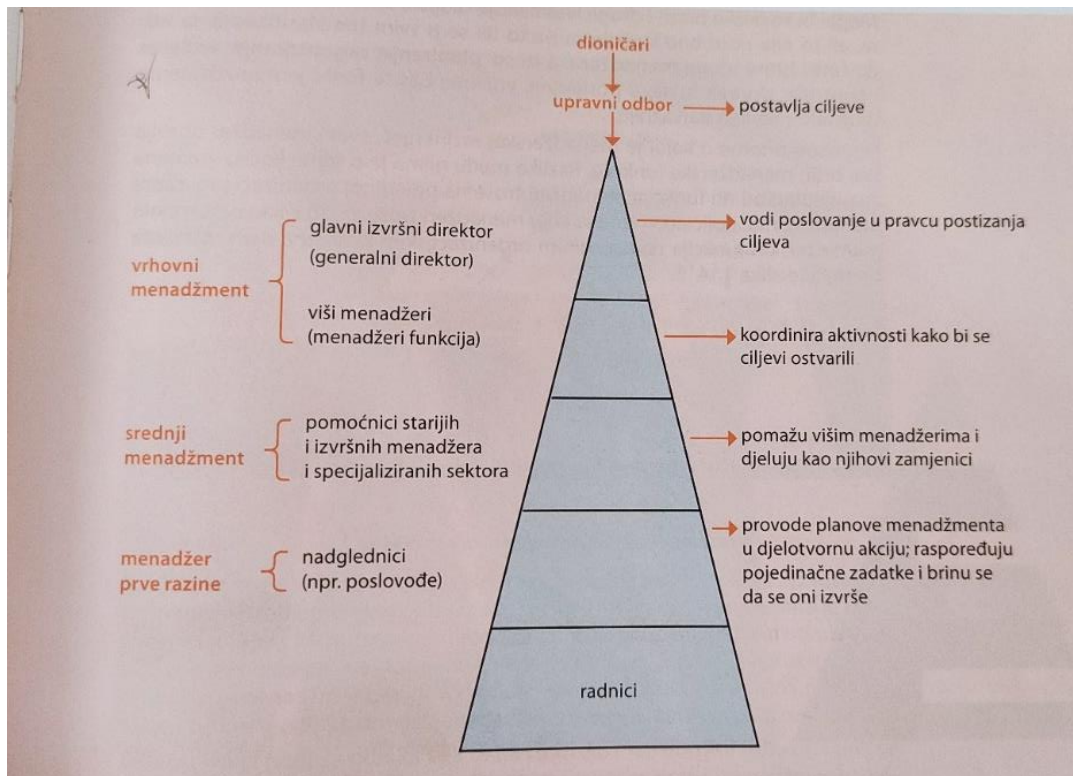 dioničari
upravni odbor
postavlja ciljeve
vrhovni
menadžment
glavni izvršni direktor
(generalni direktor)
viši menadžeri
(menadžeri funkcija)
vodi poslovanje u pravcu postizanja
ciljeva
koordinira aktivnosti kako bi se
ciljevi ostvarili
srednji
menadžment
pomoćnici starijih
i izvršnih menadžera
i specijaliziranih sektora
pomažu višim menadžerima i
djeluju kao njihovi zamjenici
menadžer
prve razine
nadglednici
(npr. poslovođe)
provode planove menadžmenta
u djelotvornu akciju; raspoređuju
pojedinačne zadatke i brinu se
da se oni izvrše
radnici